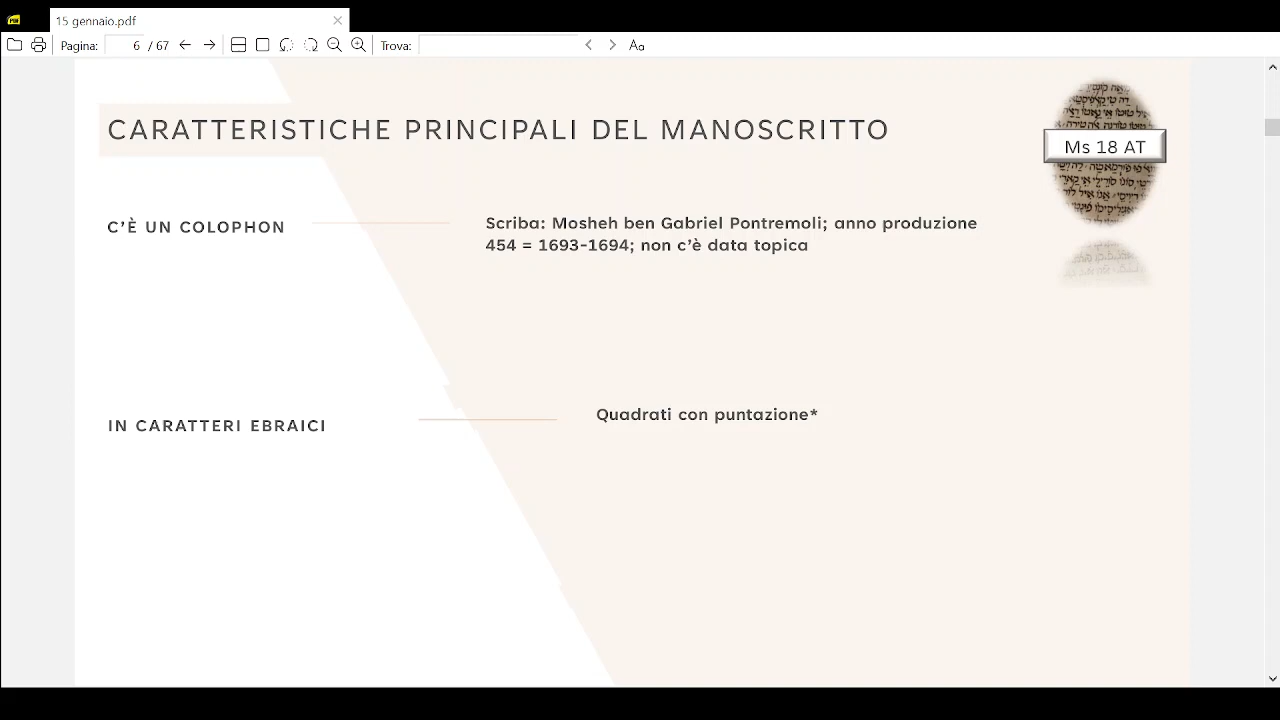 15 gennaio.pdf
Pagina: 6 / 67 Trova: Aa
CARATTERISTICHE PRINCIPALI DEL MANOSCRITTO
Ms 18 AT
C'È UN COLOPHON
Scriba: Mosheh ben Gabriel Pontremoli; anno produzione
454 = 1693-1694; non c'è data topica
IN CARATTERI EBRAICI
Quadrati con puntazione*